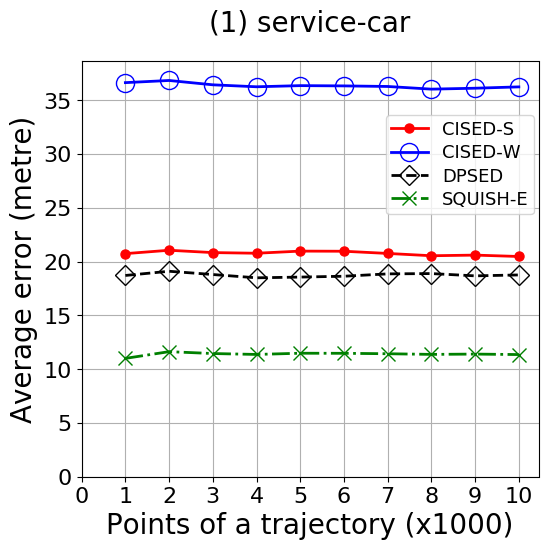 (1) service-car
Average error (metre)
35
30
25
20
15
10
5
0
CISED-S
CISED-W
DPSED
SQUISH-E
0 1 2 3 4 5 6 7 8 9 10
Points of a trajectory (x1000)